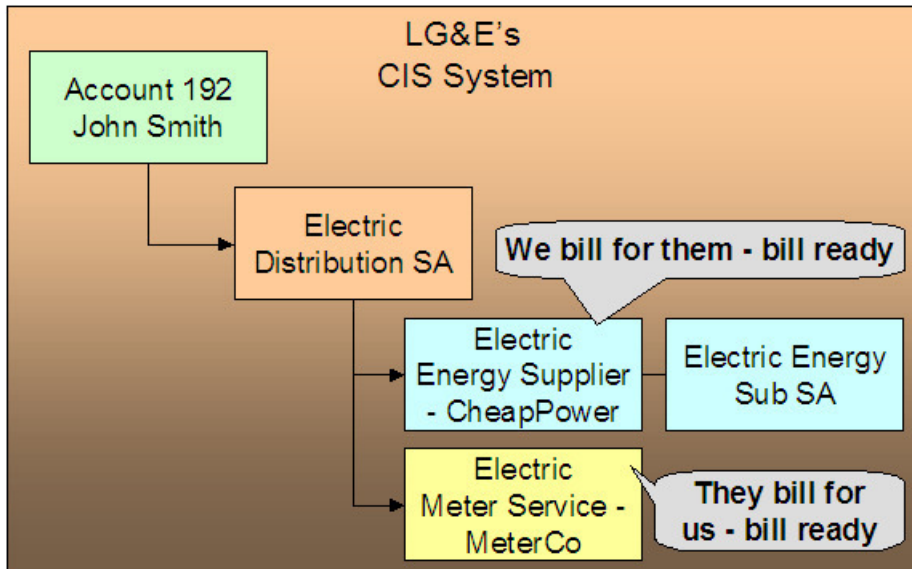 LG&E’s
CIS System
Account 192
John Smith
Electric
Distribution SA
We bill for them - bill ready
Electric
Energy Supplier
- CheapPower
Electric Energy
Sub SA
Electric
Meter Service -
MeterCo
They bill for
us - bill ready